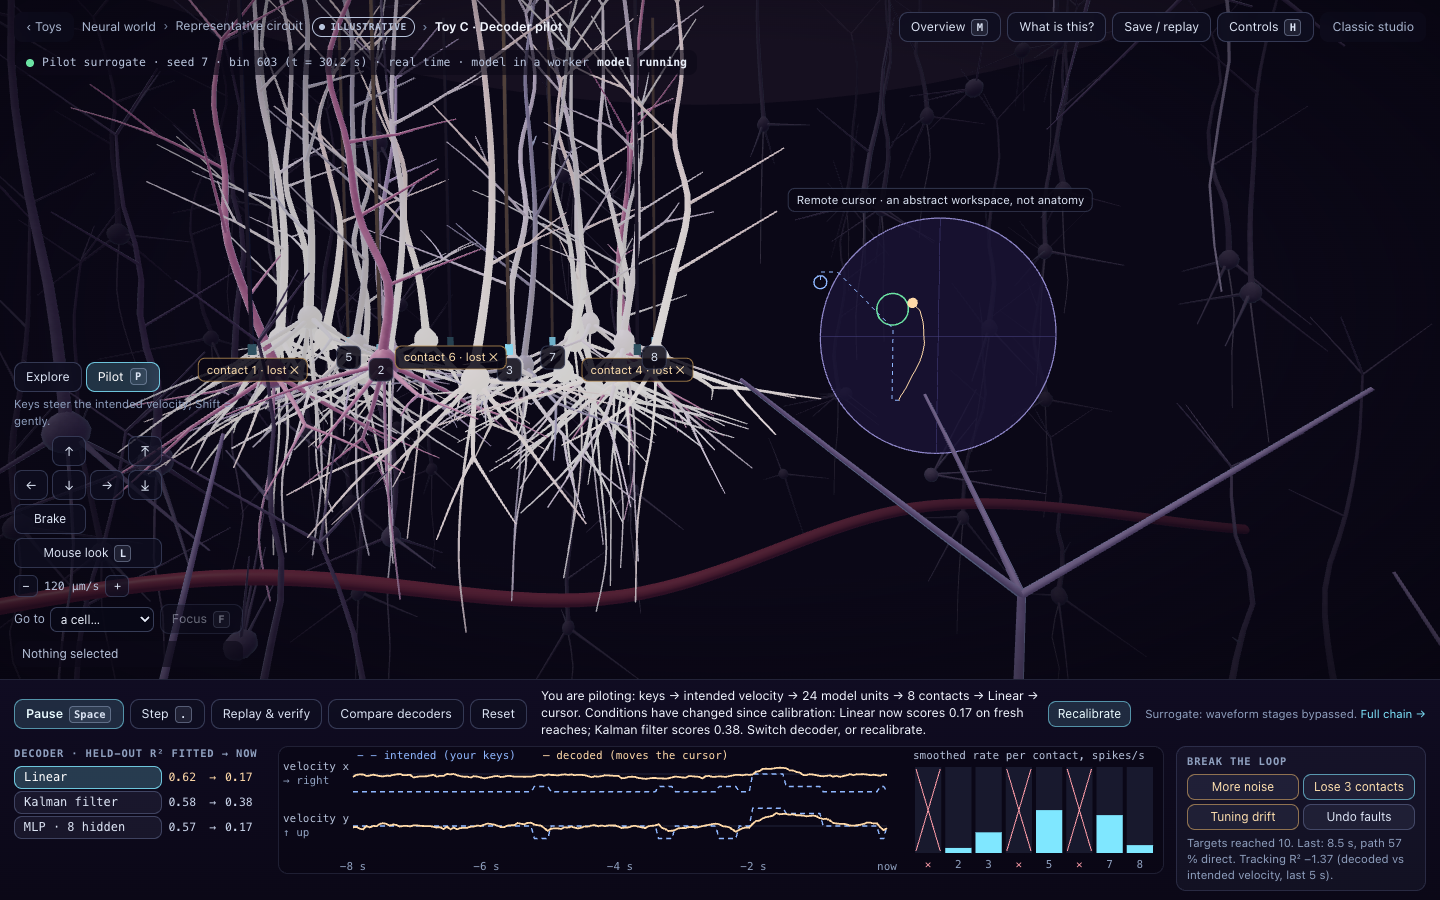 ‹ Toys   Neural world › Representative circuit   ILLUSTRATIVE › Toy C · Decoder pilot
Overview M   What is this?   Save / replay   Controls H   Classic studio
Pilot surrogate · seed 7 · bin 603 (t = 30.2 s) · real time · model in a worker model running
Remote cursor · an abstract workspace, not anatomy
5   contact 6 · lost ×   7   8
contact 1 · lost ×   2   3   contact 4 · lost ×
Explore   Pilot P
Keys steer the intended velocity; Shift
gently.
↑   ⤒
←   ↓   →   ⤓
Brake
Mouse look L
−   120 µm/s   +
Go to   a cell...   Focus F
Nothing selected
Pause Space   Step .   Replay & verify   Compare decoders   Reset
You are piloting: keys → intended velocity → 24 model units → 8 contacts → Linear →
cursor. Conditions have changed since calibration: Linear now scores 0.17 on fresh
reaches; Kalman filter scores 0.38. Switch decoder, or recalibrate.
Recalibrate   Surrogate: waveform stages bypassed. Full chain →
DECODER · HELD-OUT R² FITTED → NOW
Linear   0.62 → 0.17
Kalman filter   0.58 → 0.38
MLP · 8 hidden   0.57 → 0.17
– – intended (your keys)   — decoded (moves the cursor)
velocity x
→ right
velocity y
↑ up
−8 s   −6 s   −4 s   −2 s   now
smoothed rate per contact, spikes/s
×   2   3   ×   5   ×   7   8
BREAK THE LOOP
More noise   Lose 3 contacts
Tuning drift   Undo faults
Targets reached 10. Last: 8.5 s, path 57
% direct. Tracking R² −1.37 (decoded vs
intended velocity, last 5 s).